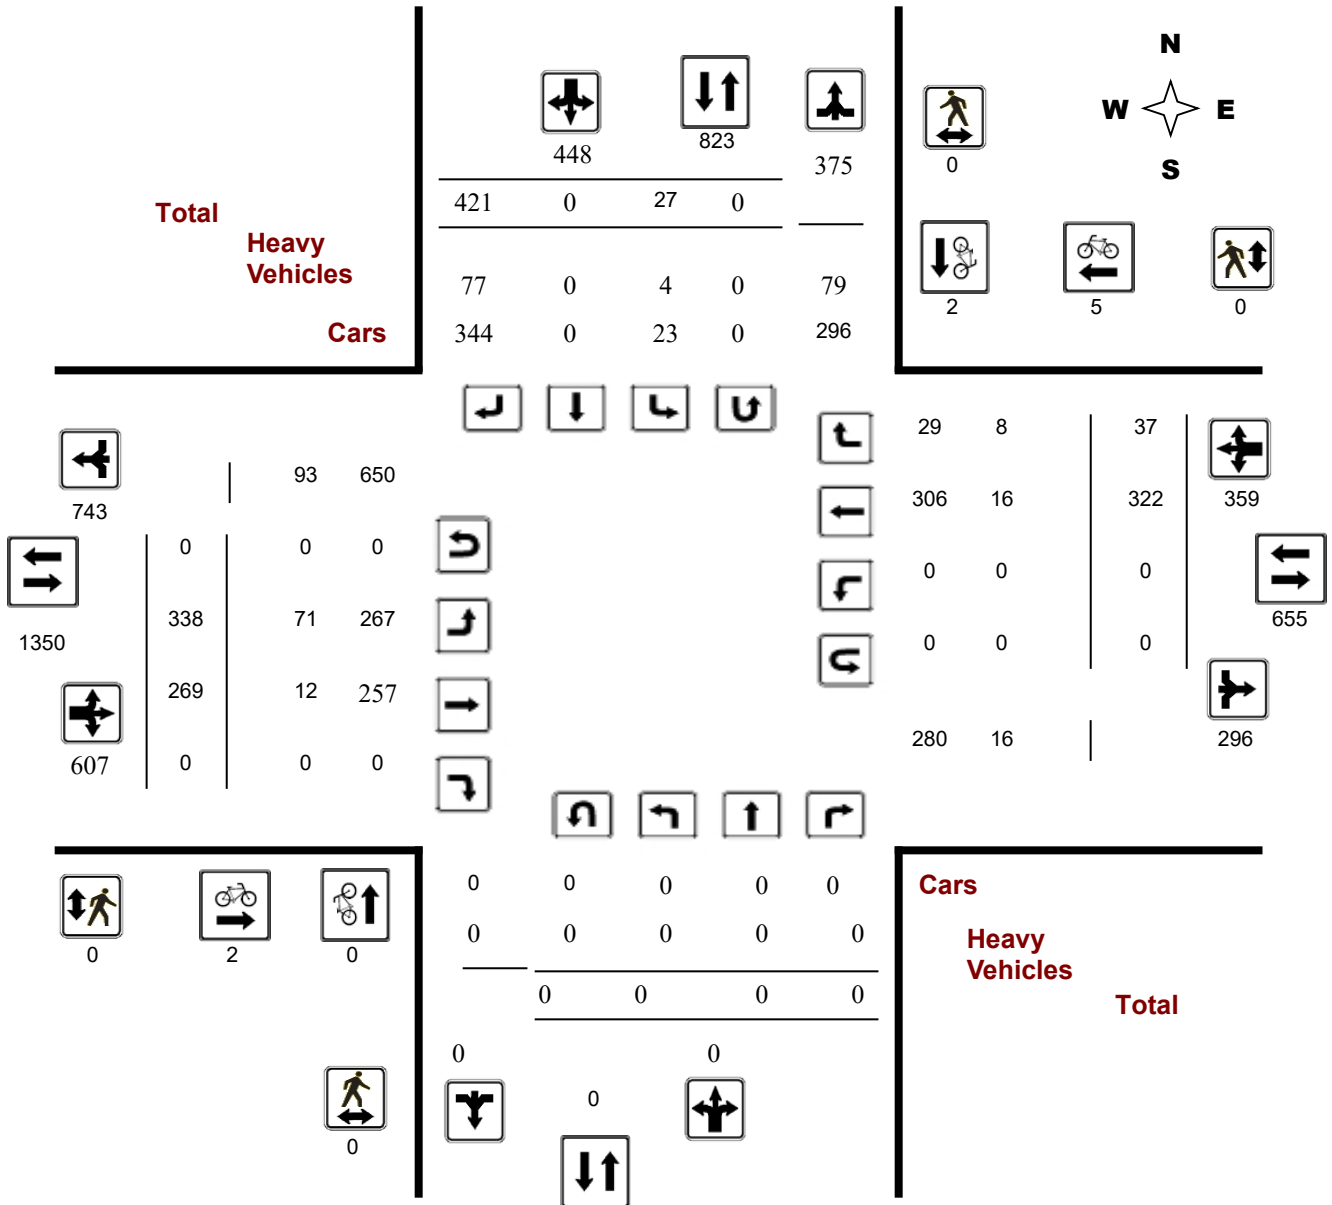 N
W E
S
448 823 375 0
421 0 27 0
Total
Heavy
Vehicles
77 0 4 0 79
2 5 0
Cars 344 0 23 0 296
29 8 37
93 650
743
306 16 322 359
0 0 0
0 0 0
338 71 267
1350
655
0 0 0
269 12 257
607 0 0 0
280 16 296
0 0 0 0 0 Cars
0 2 0
0 0 0 0 0 Heavy
Vehicles
0 0 0 0 Total
0 0
0
0